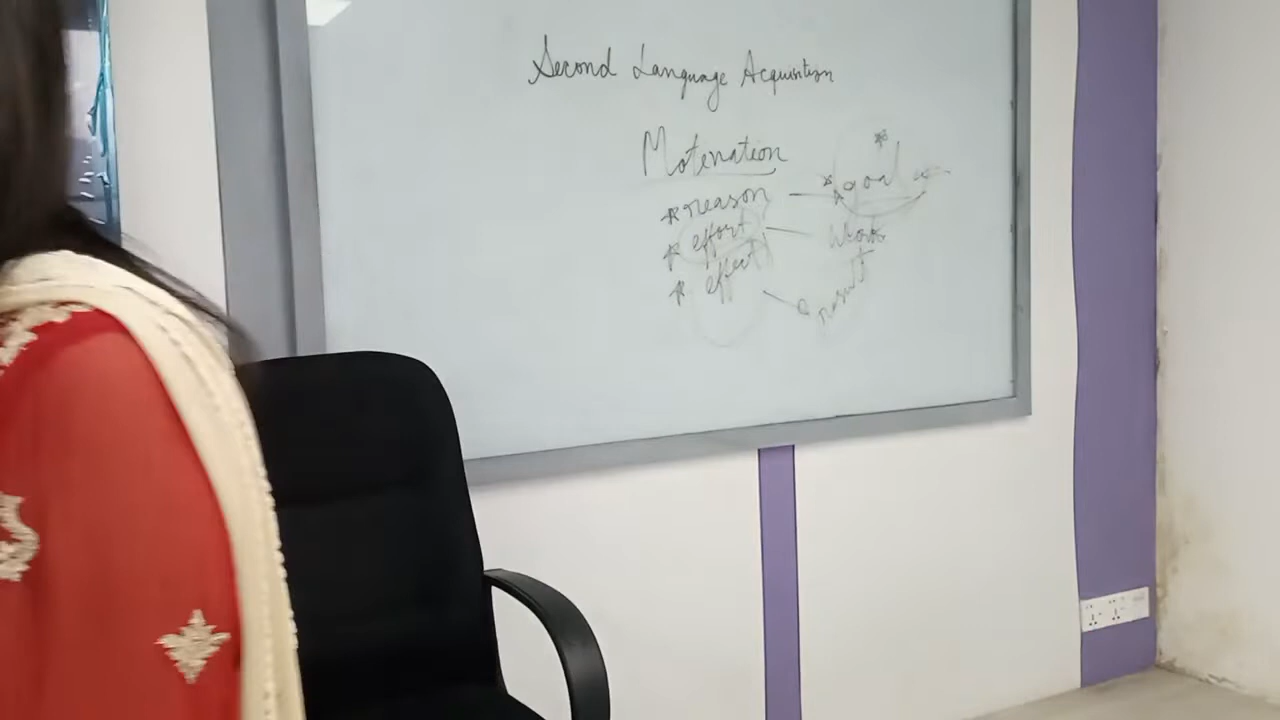 Second Language Acquisition
Motivation
* reason — * goal
* effort — Work
* effect — result